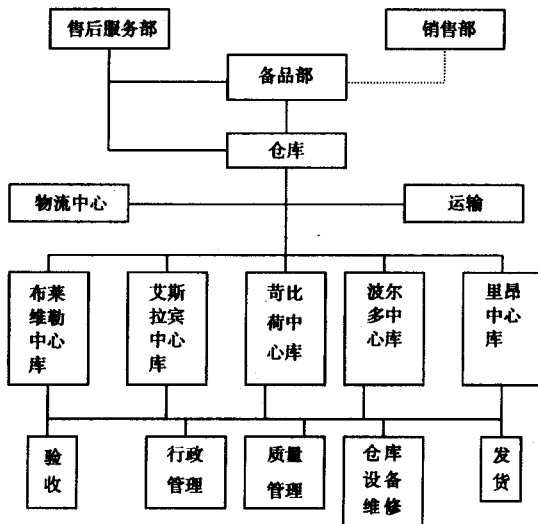 售后服务部
销售部
备品部
仓库
物流中心
运输
布莱
维勒
中心
库
艾斯
拉宾
中心
库
苛比
荷中
心库
波尔
多中
心库
里昂
中心
库
验
收
行政
管理
质量
管理
仓库
设备
维修
发
货